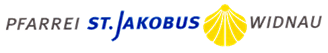 PFARREI ST. JAKOBUS WIDNAU